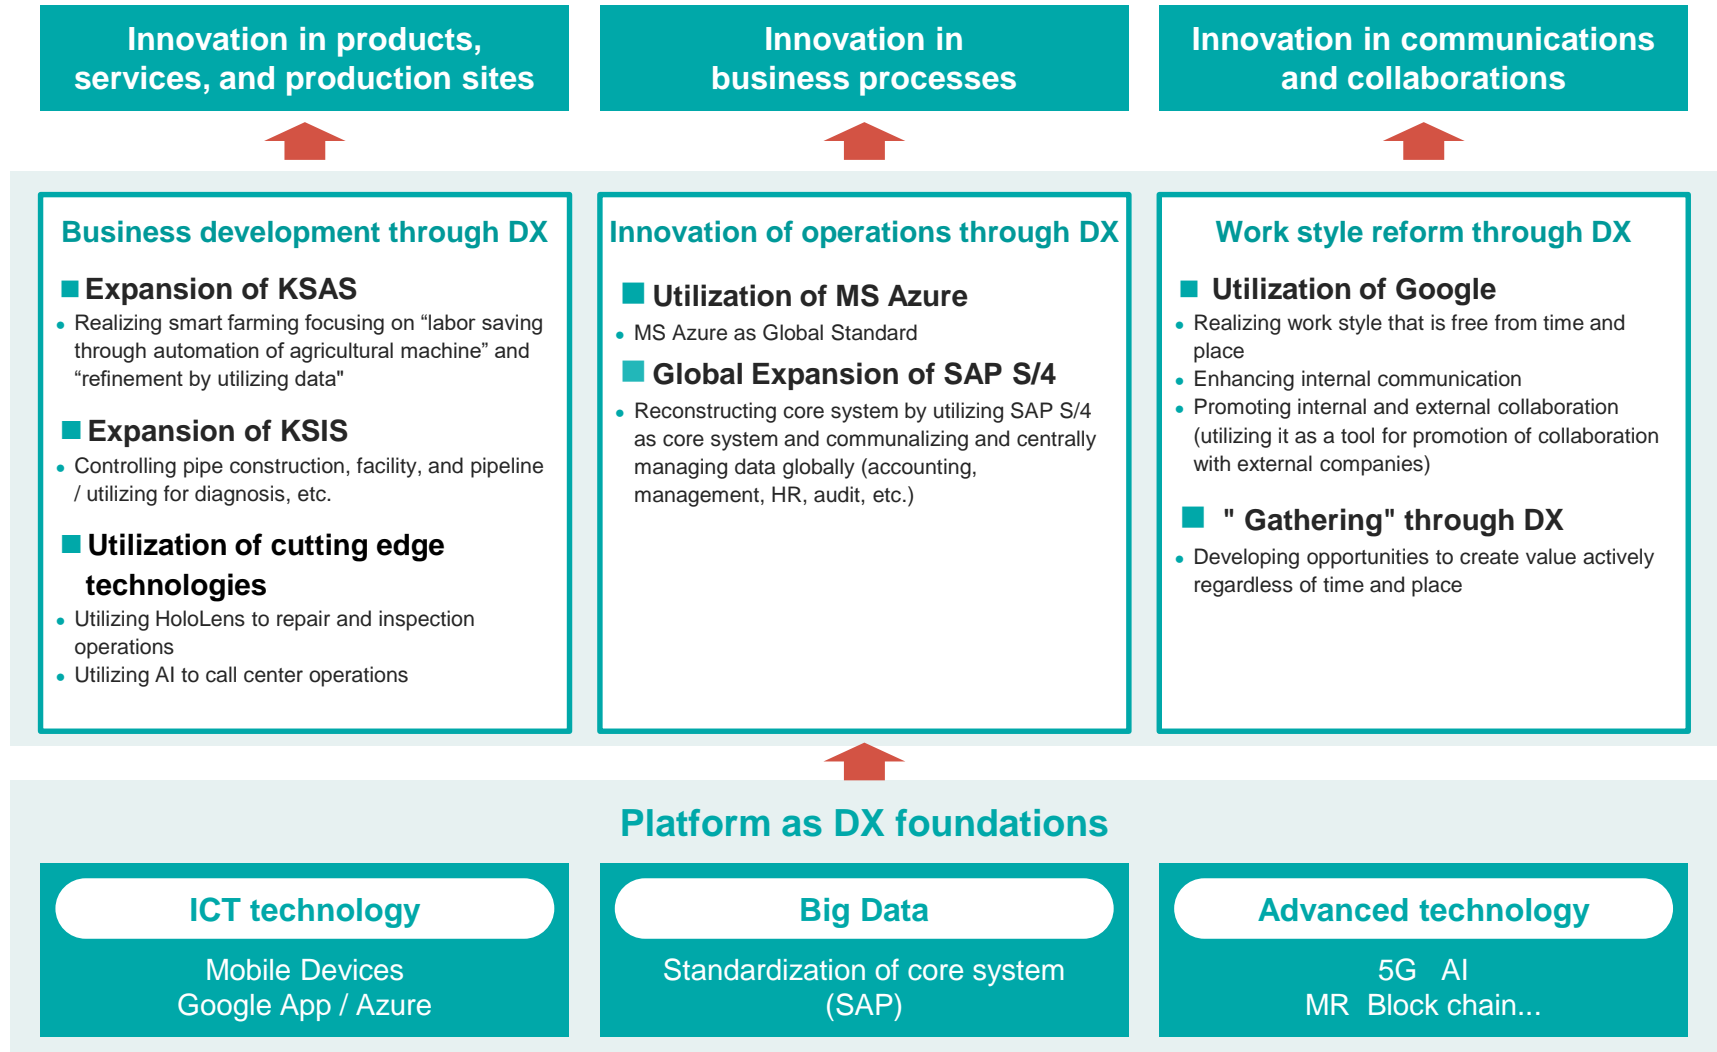 Innovation in products,
services, and production sites
Innovation in
business processes
Innovation in communications
and collaborations
Business development through DX
■ Expansion of KSAS
• Realizing smart farming focusing on “labor saving
through automation of agricultural machine” and
“refinement by utilizing data"
■ Expansion of KSIS
• Controlling pipe construction, facility, and pipeline
/ utilizing for diagnosis, etc.
■ Utilization of cutting edge
technologies
• Utilizing HoloLens to repair and inspection
operations
• Utilizing AI to call center operations
Innovation of operations through DX
■ Utilization of MS Azure
• MS Azure as Global Standard
■ Global Expansion of SAP S/4
• Reconstructing core system by utilizing SAP S/4
as core system and communalizing and centrally
managing data globally (accounting,
management, HR, audit, etc.)
Work style reform through DX
■ Utilization of Google
• Realizing work style that is free from time and
place
• Enhancing internal communication
• Promoting internal and external collaboration
(utilizing it as a tool for promotion of collaboration
with external companies)
■ " Gathering" through DX
• Developing opportunities to create value actively
regardless of time and place
Platform as DX foundations
ICT technology
Mobile Devices
Google App / Azure
Big Data
Standardization of core system
(SAP)
Advanced technology
5G AI
MR Block chain...